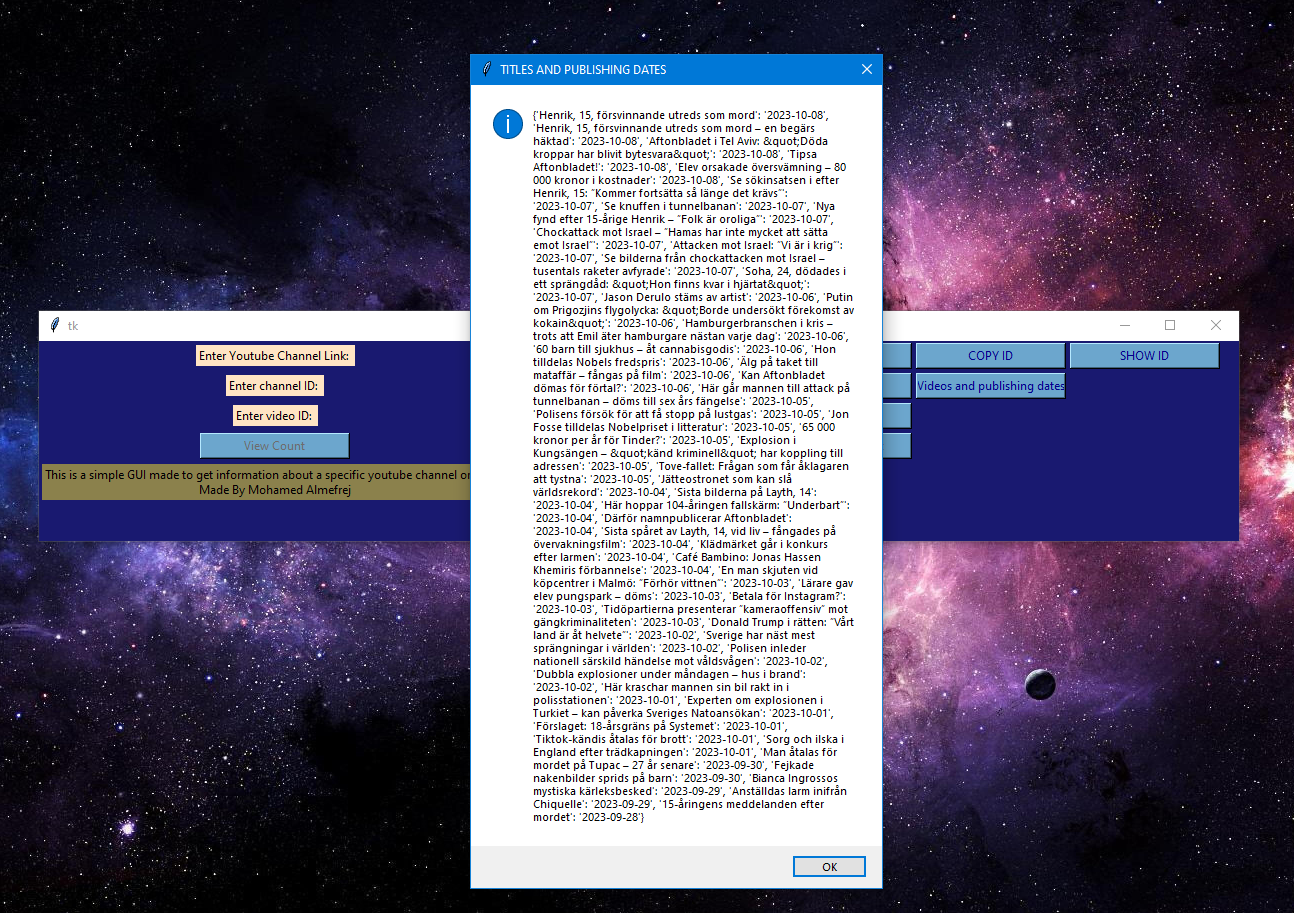 TITLES AND PUBLISHING DATES
{'Henrik, 15, försvinnande utreds som mord': '2023-10-08',
'Henrik, 15, försvinnande utreds som mord – en begärs
häktad': '2023-10-08', 'Aftonbladet i Tel Aviv: &quot;Döda
kroppar har blivit bytesvara&quot;': '2023-10-08', 'Tipsa
Aftonbladet!': '2023-10-08', 'Elev orsakade översvämning – 80
000 kronor i kostnader': '2023-10-08', 'Se sökinsatsen i efter
Henrik, 15: ”Kommer fortsätta så länge det krävs”':
'2023-10-07', 'Se knuffen i tunnelbanan': '2023-10-07', 'Nya
fynd efter 15-årige Henrik – ”Folk är oroliga”': '2023-10-07',
'Chockattack mot Israel – ”Hamas har inte mycket att sätta
emot Israel”': '2023-10-07', 'Attacken mot Israel: ”Vi är i krig”':
'2023-10-07', 'Se bilderna från chockattacken mot Israel –
tusentals raketer avfyrade': '2023-10-07', 'Soha, 24, dödades i
ett sprängdåd: &quot;Hon finns kvar i hjärtat&quot;':
'2023-10-07', 'Jason Derulo stäms av artist': '2023-10-06', 'Putin
om Prigozjins flygolycka: &quot;Borde undersökt förekomst av
kokain&quot;': '2023-10-06', 'Hamburgerbranschen i kris –
trots att Emil äter hamburgare nästan varje dag': '2023-10-06',
'60 barn till sjukhus – åt cannabisgodis': '2023-10-06', 'Hon
tilldelas Nobels fredspris': '2023-10-06', 'Älg på taket till
mataffär – fångas på film': '2023-10-06', 'Kan Aftonbladet
dömas för förtal?': '2023-10-06', 'Här går mannen till attack på
tunnelbanan – döms till sex års fängelse': '2023-10-05',
'Polisens försök för att få stopp på lustgas': '2023-10-05', 'Jon
Fosse tilldelas Nobelpriset i litteratur': '2023-10-05', '65 000
kronor per år för Tinder?': '2023-10-05', 'Explosion i
Kungsängen – &quot;känd kriminell&quot; har koppling till
adressen': '2023-10-05', 'Tove-fallet: Frågan som får åklagaren
att tystna': '2023-10-05', 'Jätteostronet som kan slå
världsrekord': '2023-10-04', 'Sista bilderna på Layth, 14':
'2023-10-04', 'Här hoppar 104-åringen fallskärm: ”Underbart”':
'2023-10-04', 'Därför namnpublicerar Aftonbladet':
'2023-10-04', 'Sista spåret av Layth, 14, vid liv – fångades på
övervakningsfilm': '2023-10-04', 'Klädmärket går i konkurs
efter larmen': '2023-10-04', 'Café Bambino: Jonas Hassen
Khemiris förbannelse': '2023-10-04', 'En man skjuten vid
köpcentrer i Malmö: ”Förhör vittnen”': '2023-10-03', 'Lärare gav
elev pungspark – döms': '2023-10-03', 'Betala för Instagram?':
'2023-10-03', 'Tidöpartierna presenterar ”kameraoffensiv” mot
gängkriminaliteten': '2023-10-03', 'Donald Trump i rätten: ”Vårt
land är åt helvete”': '2023-10-02', 'Sverige har näst mest
sprängningar i världen': '2023-10-02', 'Polisen inleder
nationell särskild händelse mot våldsvågen': '2023-10-02',
'Dubbla explosioner under måndagen – hus i brand':
'2023-10-02', 'Här kraschar mannen sin bil rakt in i
polisstationen': '2023-10-01', 'Experten om explosionen i
Turkiet – kan påverka Sveriges Natoansökan': '2023-10-01',
'Förslaget: 18-årsgräns på Systemet': '2023-10-01',
'Tiktok-kändis åtalas för brott': '2023-10-01', 'Sorg och ilska i
England efter trädkapningen': '2023-10-01', 'Man åtalas för
mordet på Tupac – 27 år senare': '2023-09-30', 'Fejkade
nakenbilder sprids på barn': '2023-09-30', 'Bianca Ingrossos
mystiska kärleksbesked': '2023-09-29', 'Anställdas larm inifrån
Chiquelle': '2023-09-29', '15-åringens meddelanden efter
mordet': '2023-09-28'}
OK
tk
Enter Youtube Channel Link:
Enter channel ID:
Enter video ID:
View Count
This is a simple GUI made to get information about a specific youtube channel or
Made By Mohamed Almefrej
COPY ID
SHOW ID
Videos and publishing dates